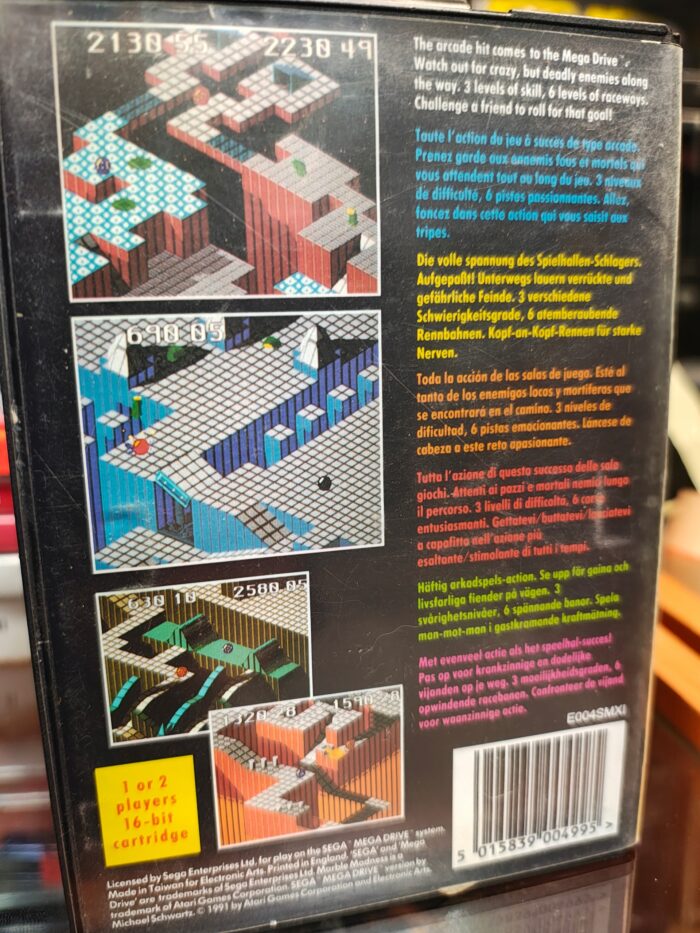 2130 55 2230 49
690 05
630 10 2580 05
1320 8
1 or 2
players
16-bit
cartridge
The arcade hit comes to the Mega Drive™.
Watch out for crazy, but deadly enemies along
the way. 3 levels of skill, 6 levels of raceways.
Challenge a friend to roll for that goal!
Toute l'action du jeu à succès de type arcade.
Prenez garde aux ennemis fous et mortels qui
vous attendent tout au long du jeu. 3 niveaux
de difficulté, 6 pistes passionnantes. Allez,
foncez dans cette action qui vous saisit aux
tripes.
Die volle spannung des Spielhallen-Schlagers.
Aufgepaßt! Unterwegs lauern verrückte und
gefährliche Feinde. 3 verschiedene
Schwierigkeitsgrade, 6 atemberaubende
Rennbahnen. Kopf-an-Kopf-Rennen für starke
Nerven.
Toda la acción de las salas de juego. Esté al
tanto de los enemigos locos y mortíferos que
se encontrará en el camino. 3 niveles de
dificultad, 6 pistas emocionantes. Láncese de
cabeza a este reto apasionante.
Tutta l'azione di questo successo delle sala
giochi. Attenti ai pazzi e mortali nemici lungo
il percorso. 3 livelli di difficoltà, 6 corse
entusiasmanti. Gettatevi/buttatevi/lanciatevi
a capofitto nell'azione più
esaltante/stimolante di tutti i tempi.
Häftig arkadspels-action. Se upp för galna och
livsfarliga fiender på vägen. 3
svårighetsnivåer, 6 spännande banor. Spela
man-mot-man i gastkramande kraftmätning.
Met evenveel actie als het speelhal-succes!
Pas op voor krankzinnige en dodelijke
vijanden op je weg. 3 moeilijkheidsgraden, 6
opwindende racebanen. Confronteer de vijand
voor waanzinnige actie.
E004SMXI
5 015839 004995 >
Licensed by Sega Enterprises Ltd. for play on the SEGA™ MEGA DRIVE™ system.
Made in Taiwan for Electronic Arts. Printed in England. 'SEGA' and 'Mega
Drive' are trademarks of Sega Enterprises Ltd. Marble Madness is a
trademark of Atari Games Corporation. SEGA™ MEGA DRIVE™ version by
Michael Schwartz. © 1991 by Atari Games Corporation and Electronic Arts.